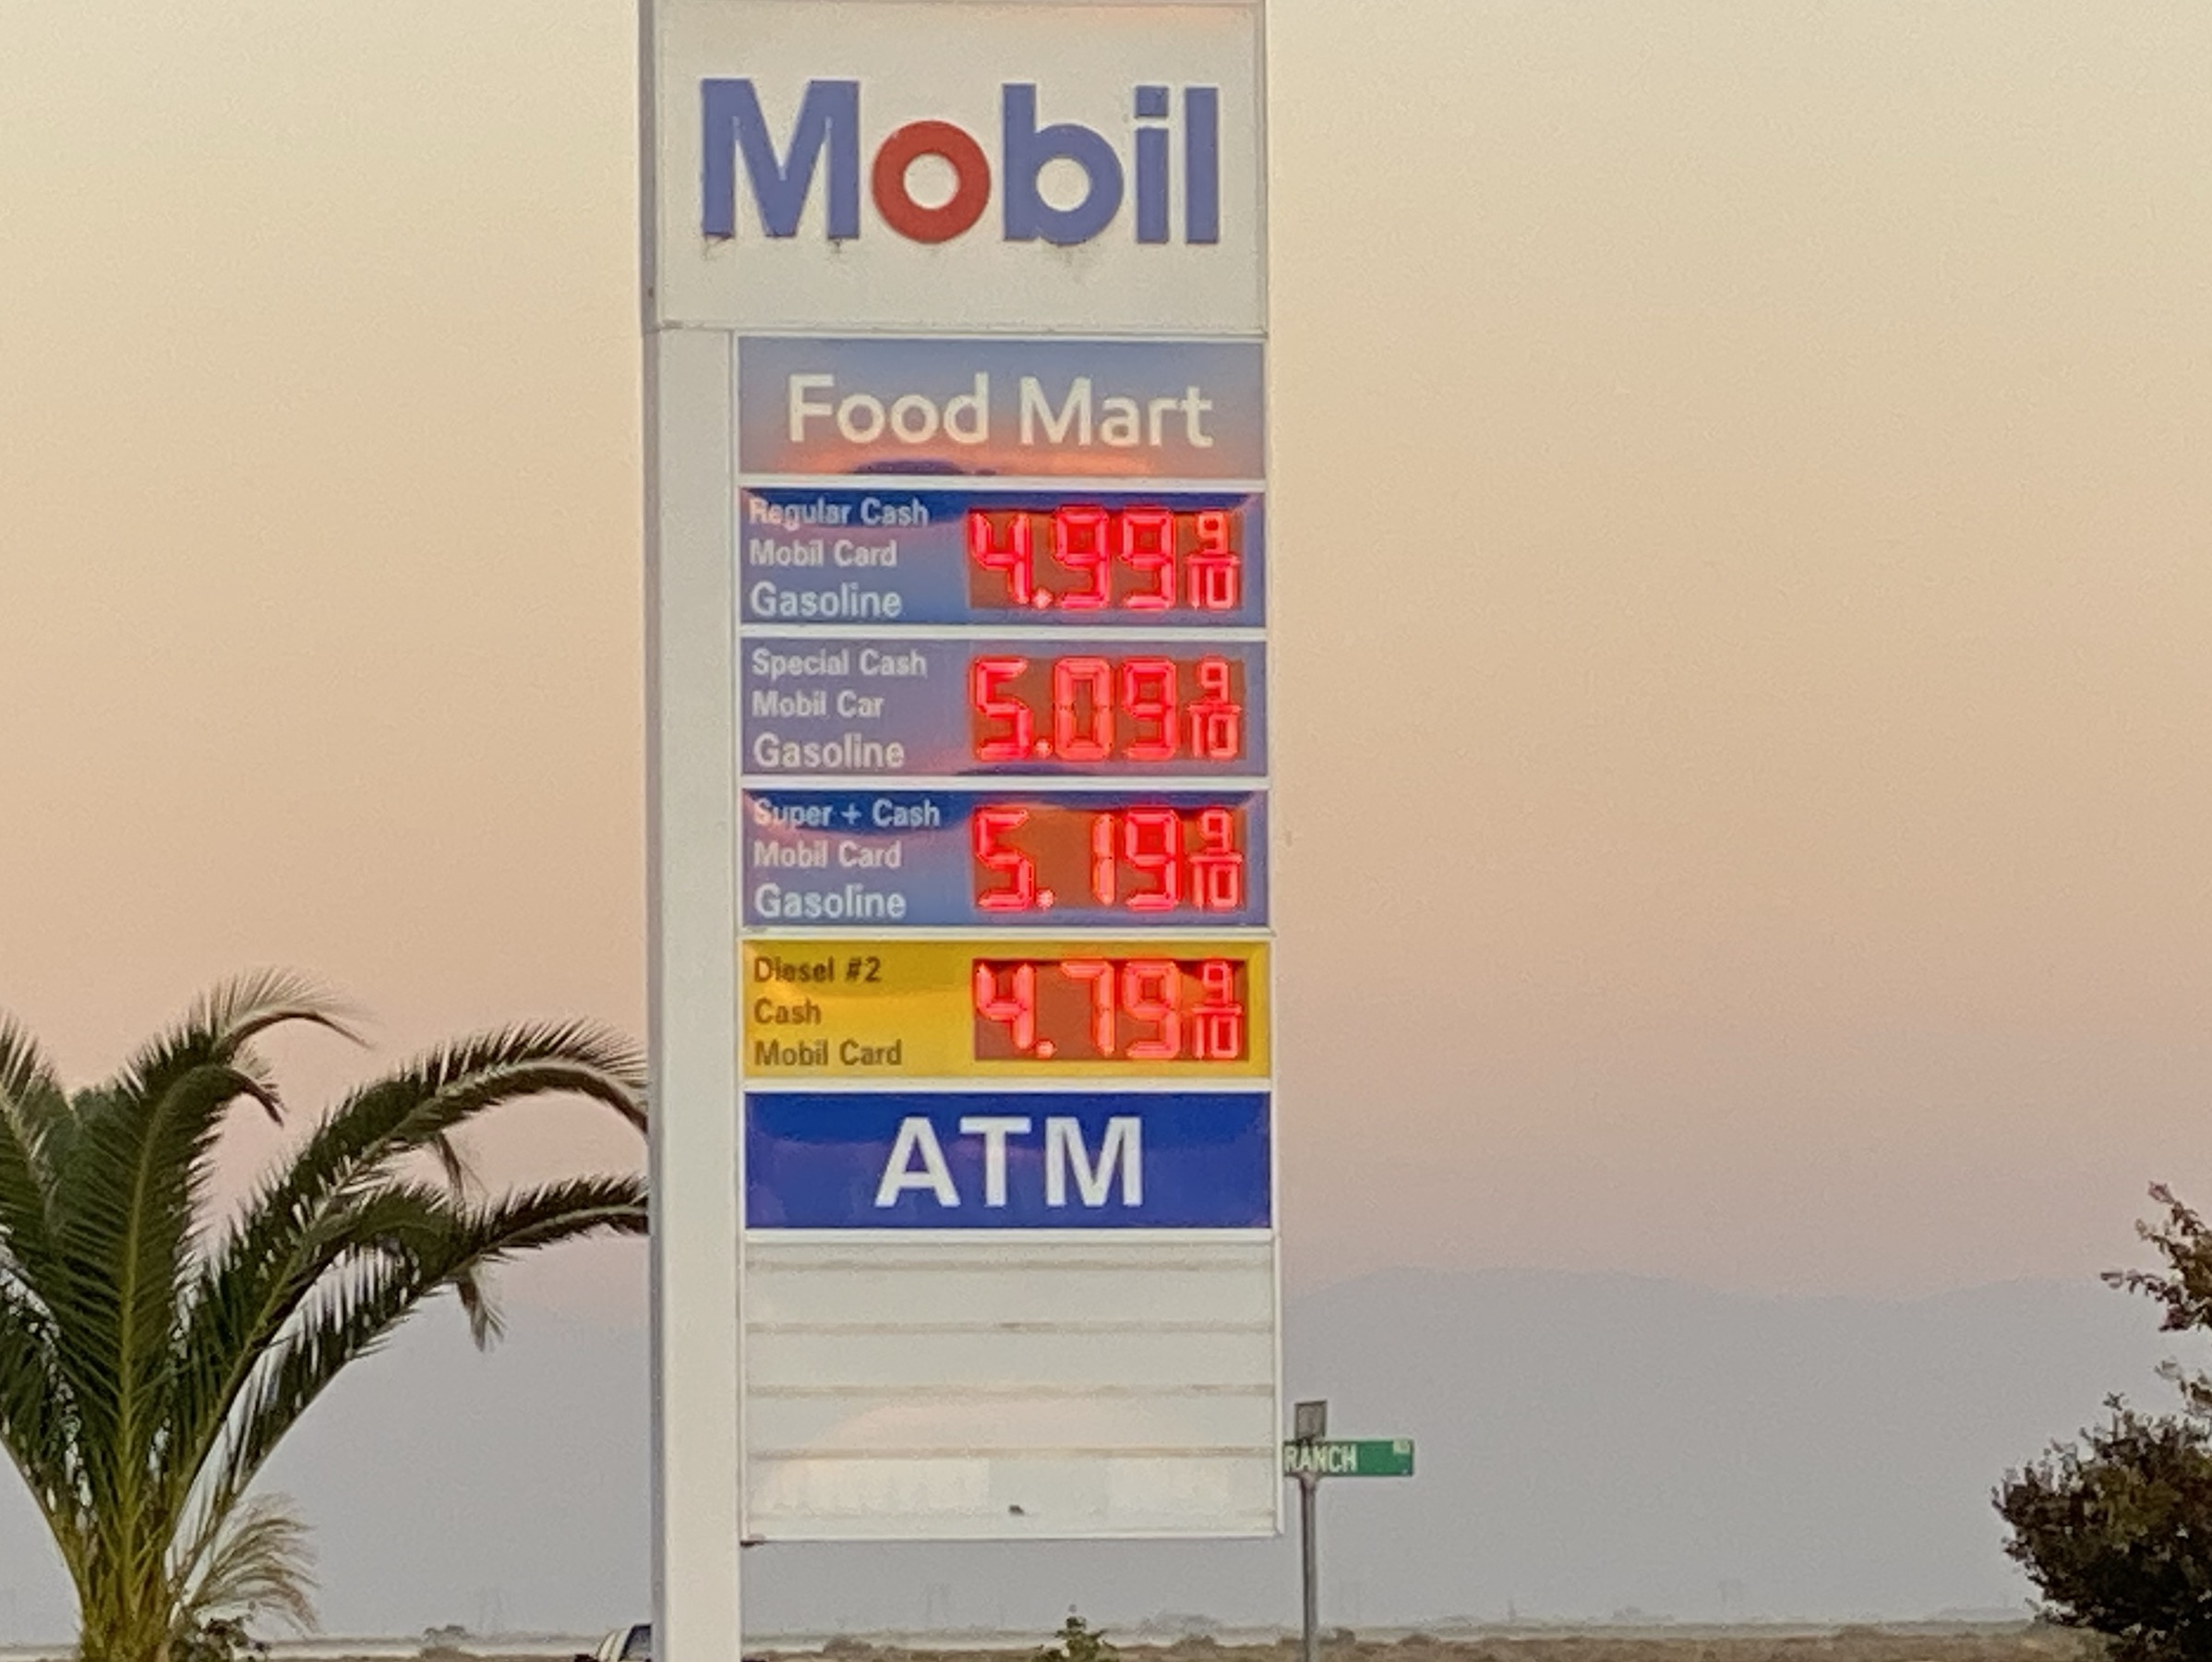 Mobil
Food Mart
Regular Cash
Mobil Card
Gasoline
4.99 9/10
Special Cash
Mobil Car
Gasoline
5.09 9/10
Super + Cash
Mobil Card
Gasoline
5.19 9/10
Diesel #2
Cash
Mobil Card
4.79 9/10
ATM
RANCH